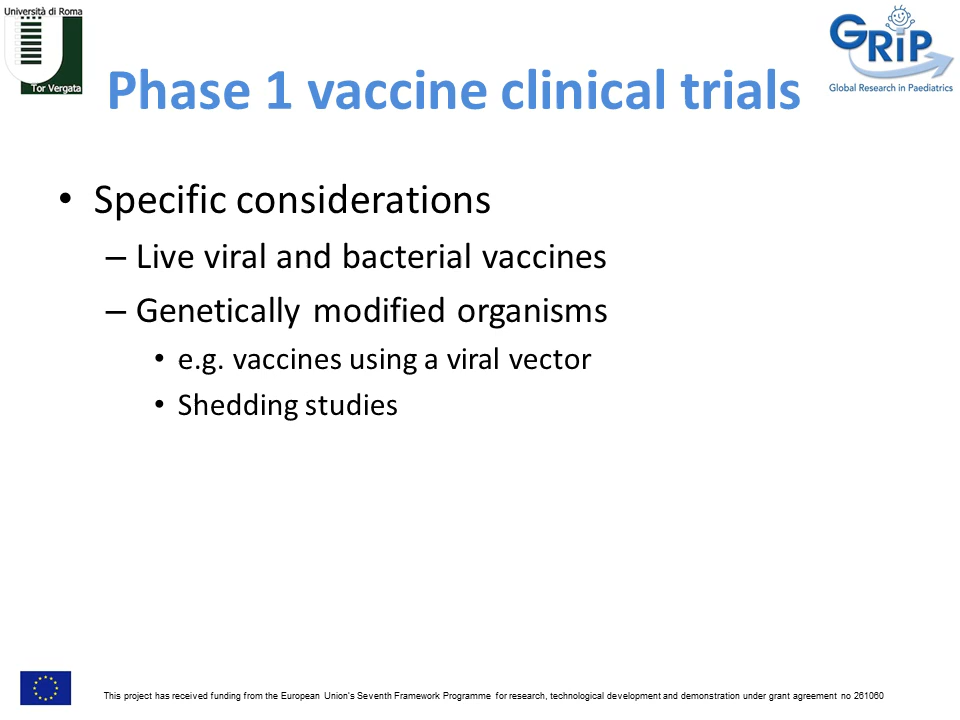 Università di Roma
Tor Vergata
GRiP
Global Research in Paediatrics
Phase 1 vaccine clinical trials
• Specific considerations
– Live viral and bacterial vaccines
– Genetically modified organisms
• e.g. vaccines using a viral vector
• Shedding studies
This project has received funding from the European Union's Seventh Framework Programme for research, technological development and demonstration under grant agreement no 261060